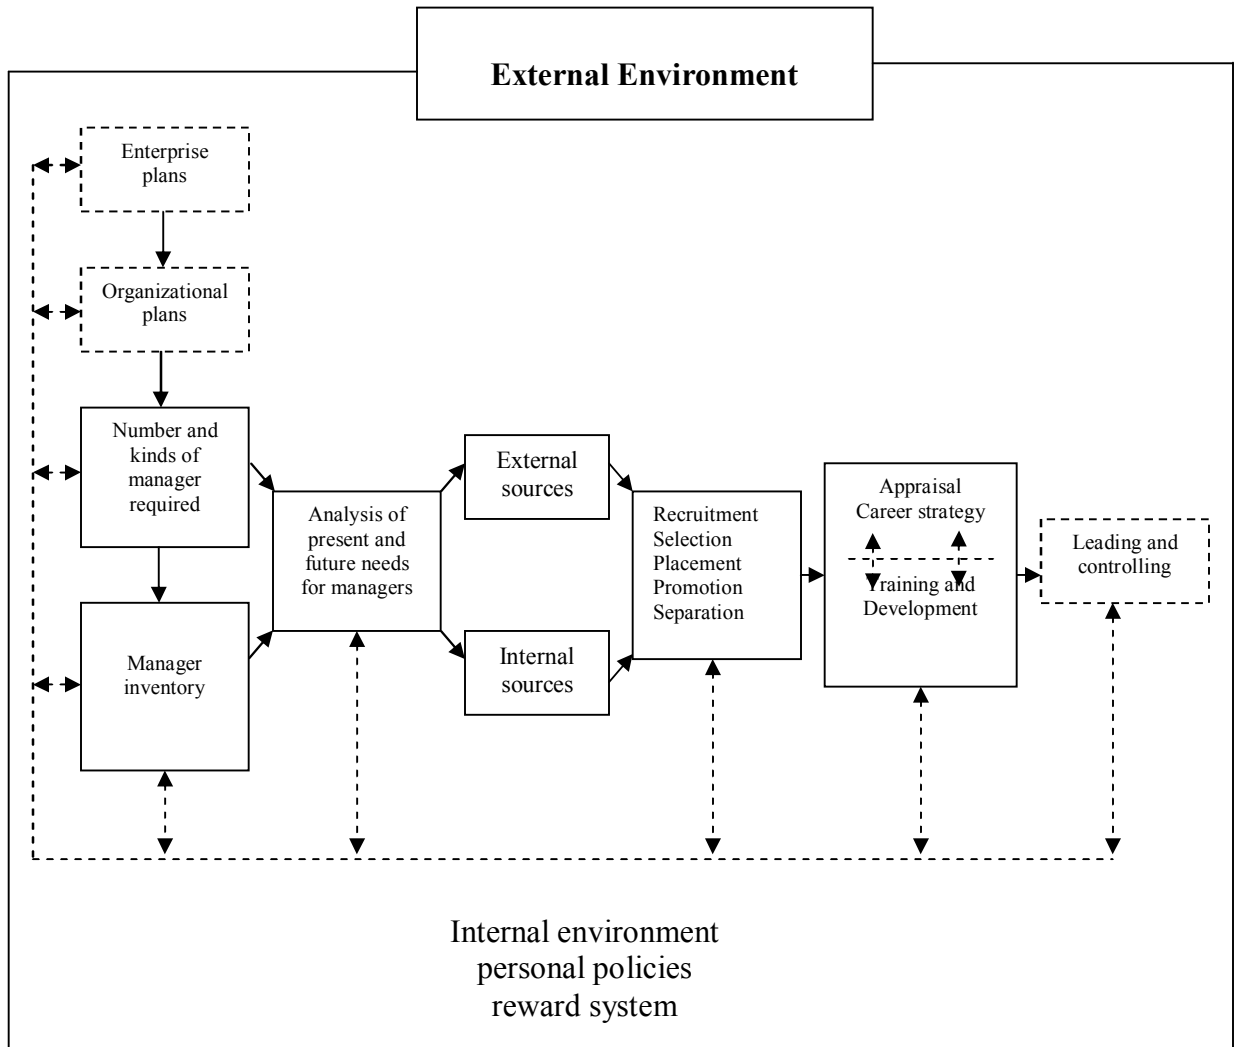 External Environment
Enterprise
plans
Organizational
plans
Number and
kinds of
manager
required
Manager
inventory
Analysis of
present and
future needs
for managers
External
sources
Internal
sources
Recruitment
Selection
Placement
Promotion
Separation
Appraisal
Career strategy
Training and
Development
Leading and
controlling
Internal environment
personal policies
reward system